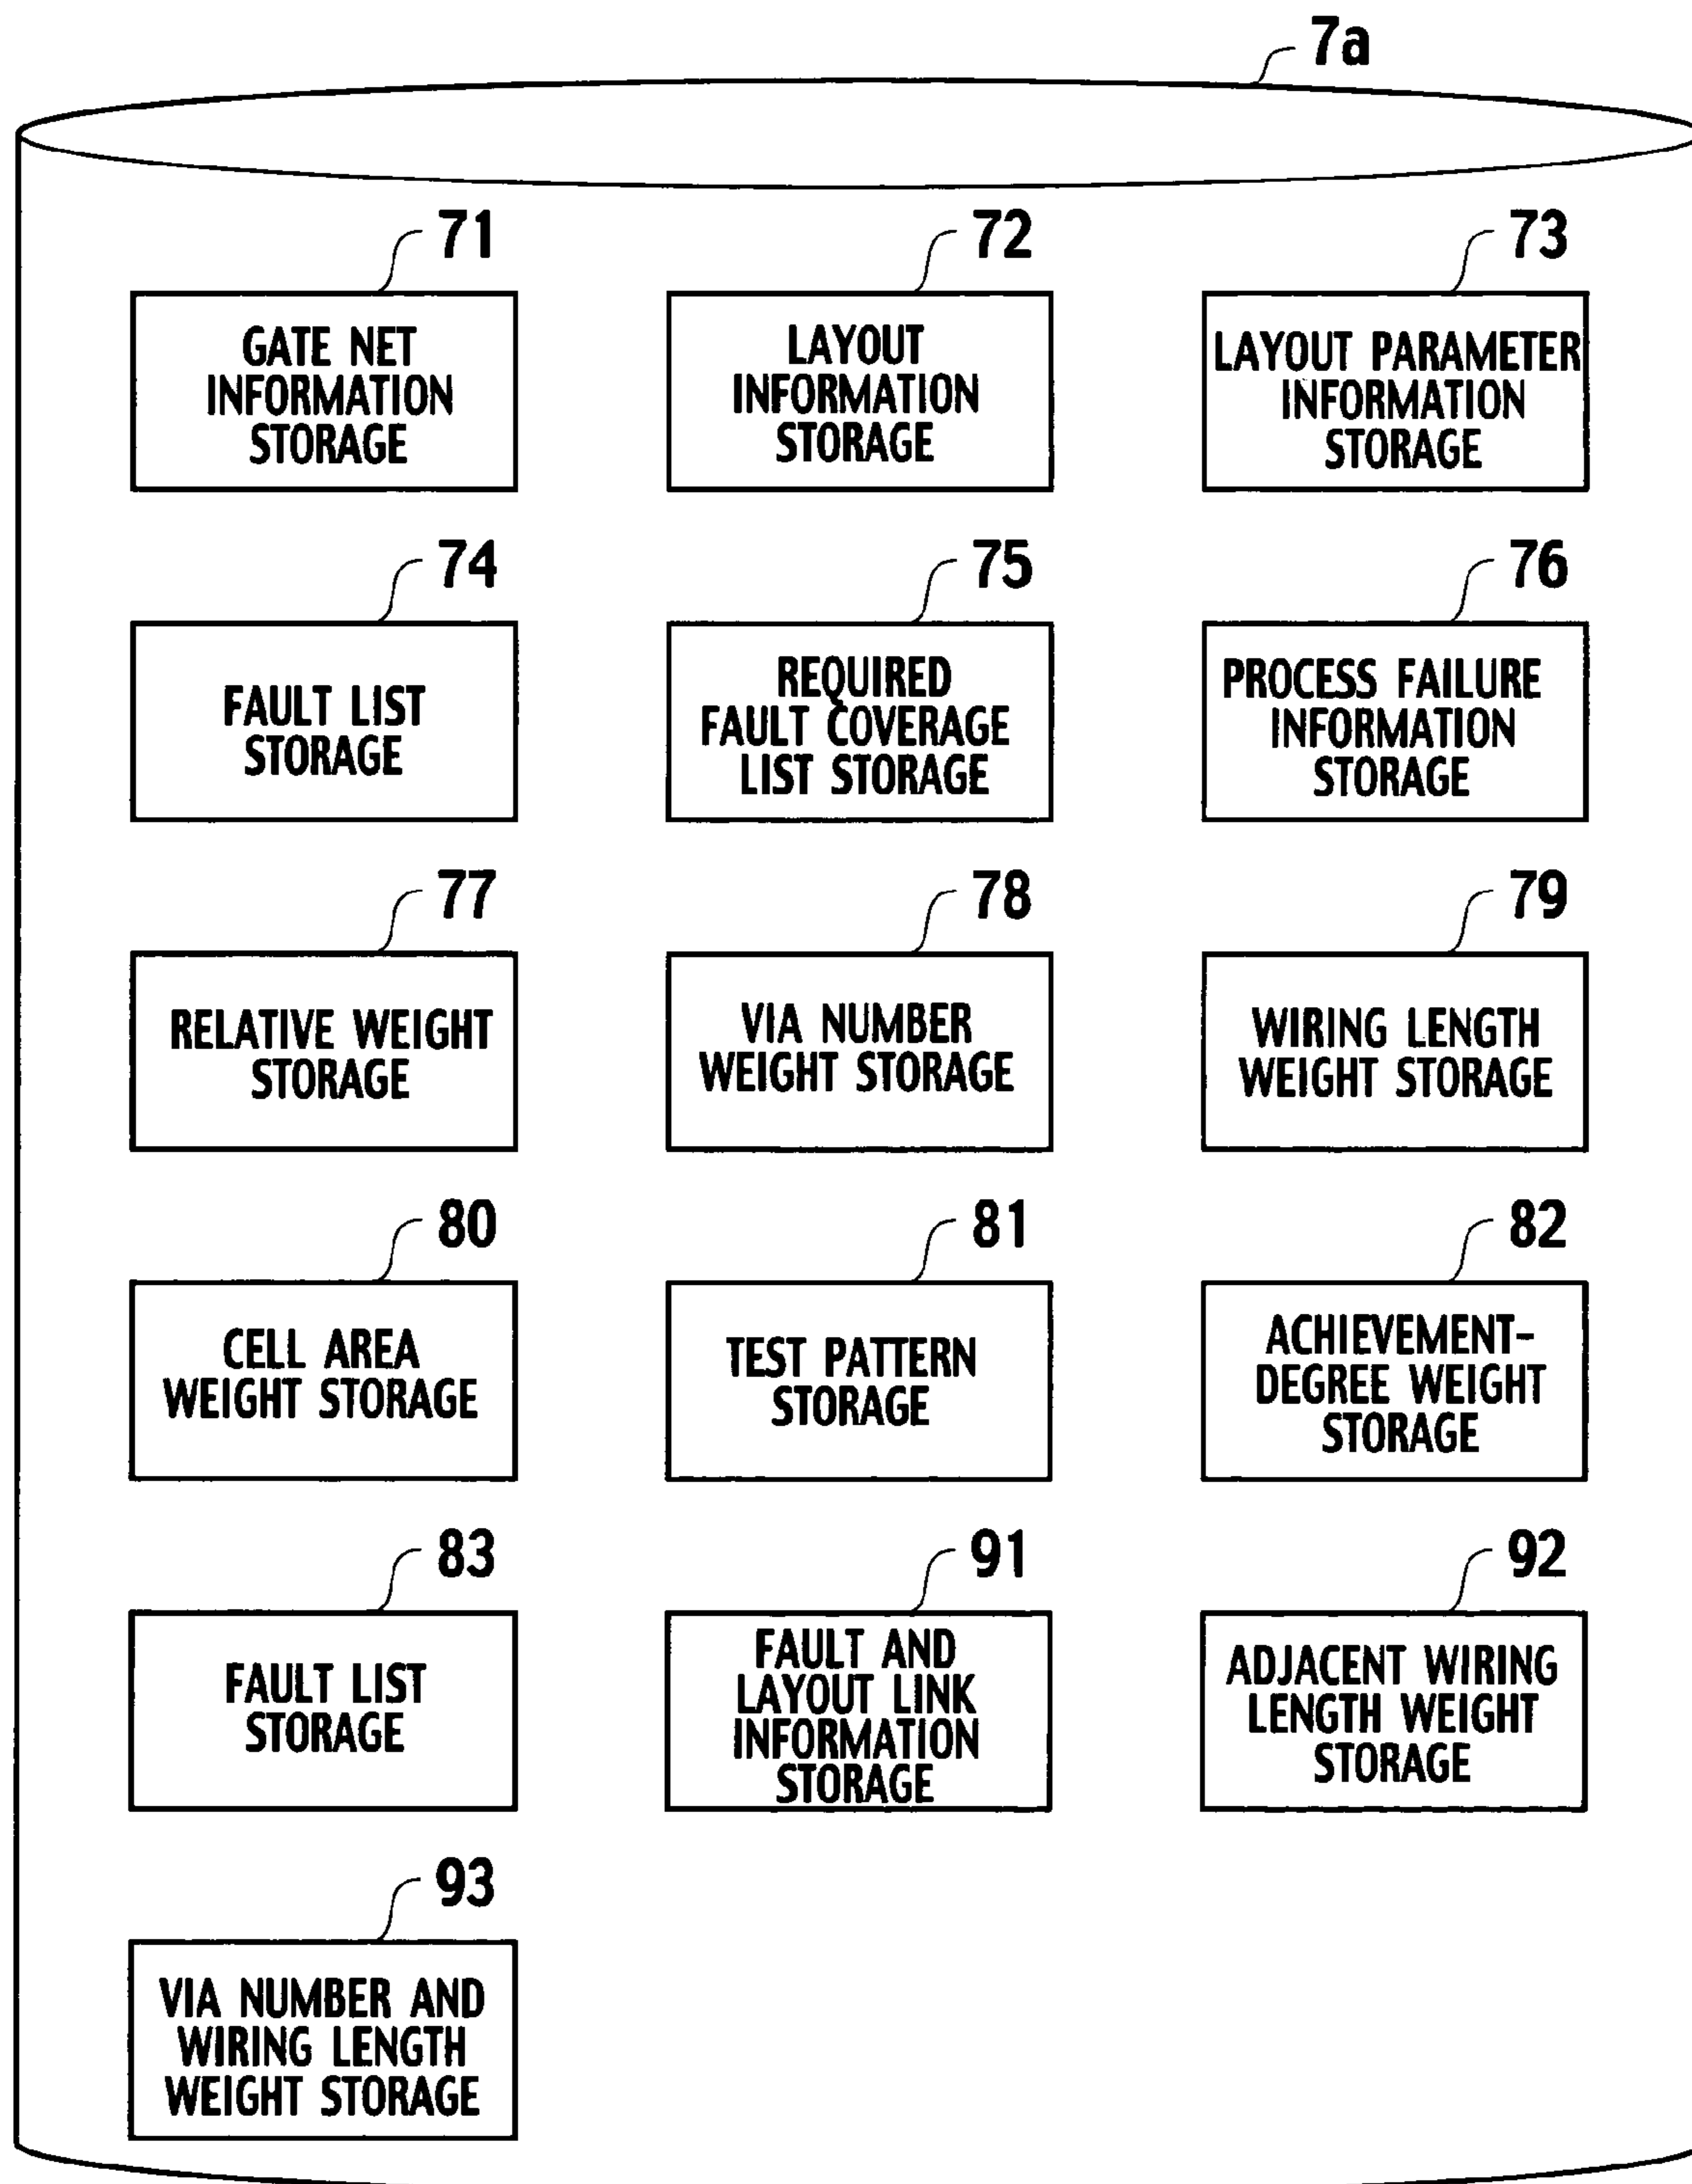 7a
71
72
73
GATE NET
INFORMATION
STORAGE
LAYOUT
INFORMATION
STORAGE
LAYOUT PARAMETER
INFORMATION
STORAGE
74
75
76
FAULT LIST
STORAGE
REQUIRED
FAULT COVERAGE
LIST STORAGE
PROCESS FAILURE
INFORMATION
STORAGE
77
78
79
RELATIVE WEIGHT
STORAGE
VIA NUMBER
WEIGHT STORAGE
WIRING LENGTH
WEIGHT STORAGE
80
81
82
CELL AREA
WEIGHT STORAGE
TEST PATTERN
STORAGE
ACHIEVEMENT-
DEGREE WEIGHT
STORAGE
83
91
92
FAULT LIST
STORAGE
FAULT AND
LAYOUT LINK
INFORMATION
STORAGE
ADJACENT WIRING
LENGTH WEIGHT
STORAGE
93
VIA NUMBER AND
WIRING LENGTH
WEIGHT STORAGE